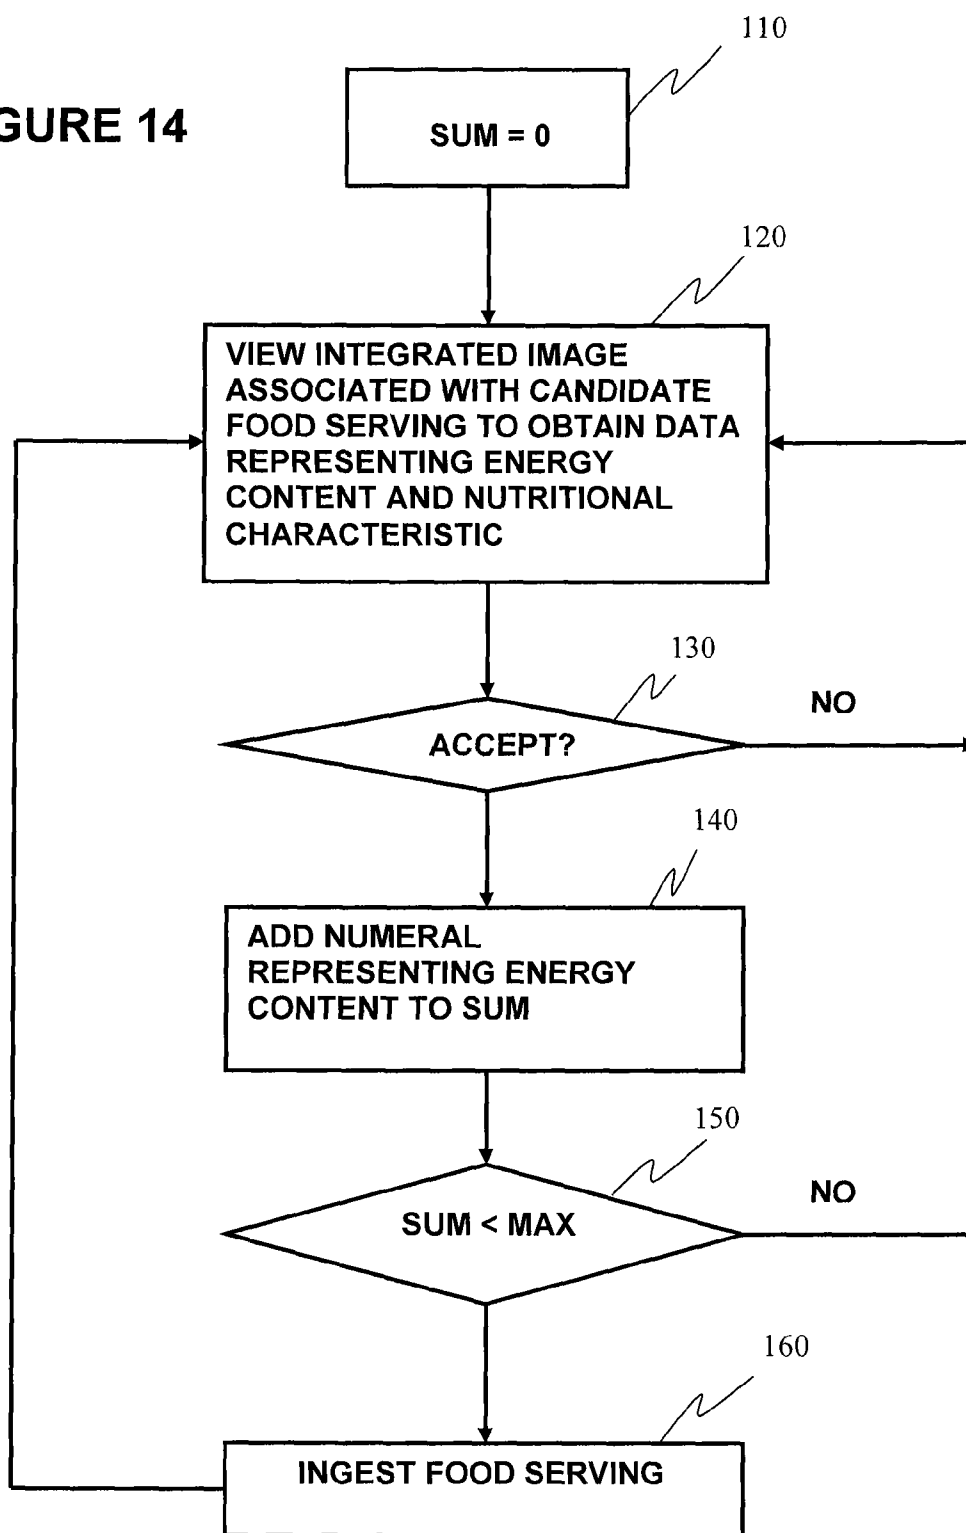 110
GURE 14
SUM = 0
120
VIEW INTEGRATED IMAGE
ASSOCIATED WITH CANDIDATE
FOOD SERVING TO OBTAIN DATA
REPRESENTING ENERGY
CONTENT AND NUTRITIONAL
CHARACTERISTIC
130
NO
ACCEPT?
140
ADD NUMERAL
REPRESENTING ENERGY
CONTENT TO SUM
150
NO
SUM < MAX
160
INGEST FOOD SERVING